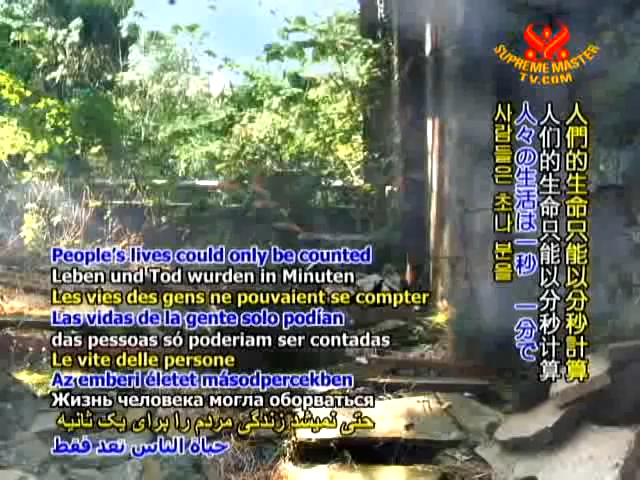 SUPREME MASTER
TV.COM
人們的生命只能以分秒計算
人们的生命只能以分秒计算
人々の生活は一秒 一分で
사람들은 초나 분을
People's lives could only be counted
Leben und Tod wurden in Minuten
Les vies des gens ne pouvaient se compter
Las vidas de la gente solo podían
das pessoas só poderiam ser contadas
Le vite delle persone
Az emberi életet másodpercekben
Жизнь человека могла оборваться
حتی نمیشد زندگی مردم را برای یک ثانیه
حياة الناس تعد فقط